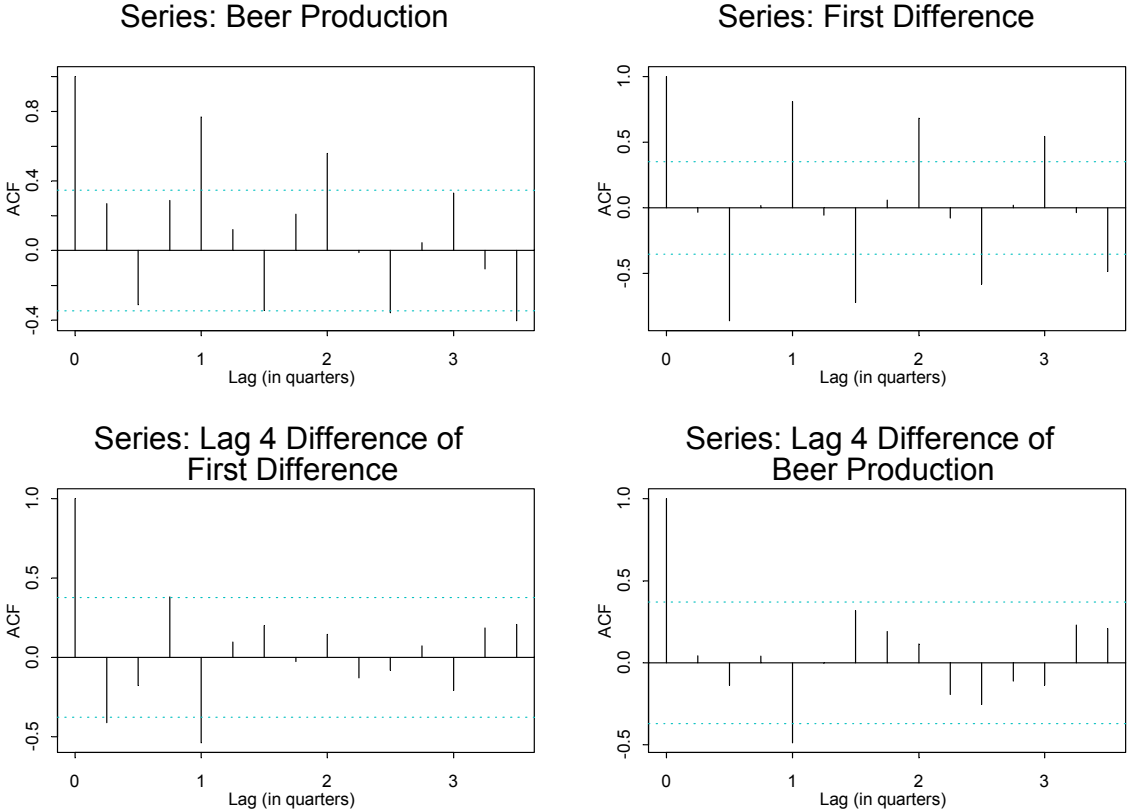 Series: Beer Production
ACF
0.8
0.4
0.0
-0.4
0 1 2 3
Lag (in quarters)
Series: First Difference
ACF
1.0
0.5
0.0
-0.5
0 1 2 3
Lag (in quarters)
Series: Lag 4 Difference of
First Difference
ACF
1.0
0.5
0.0
-0.5
0 1 2 3
Lag (in quarters)
Series: Lag 4 Difference of
Beer Production
ACF
1.0
0.5
0.0
-0.5
0 1 2 3
Lag (in quarters)